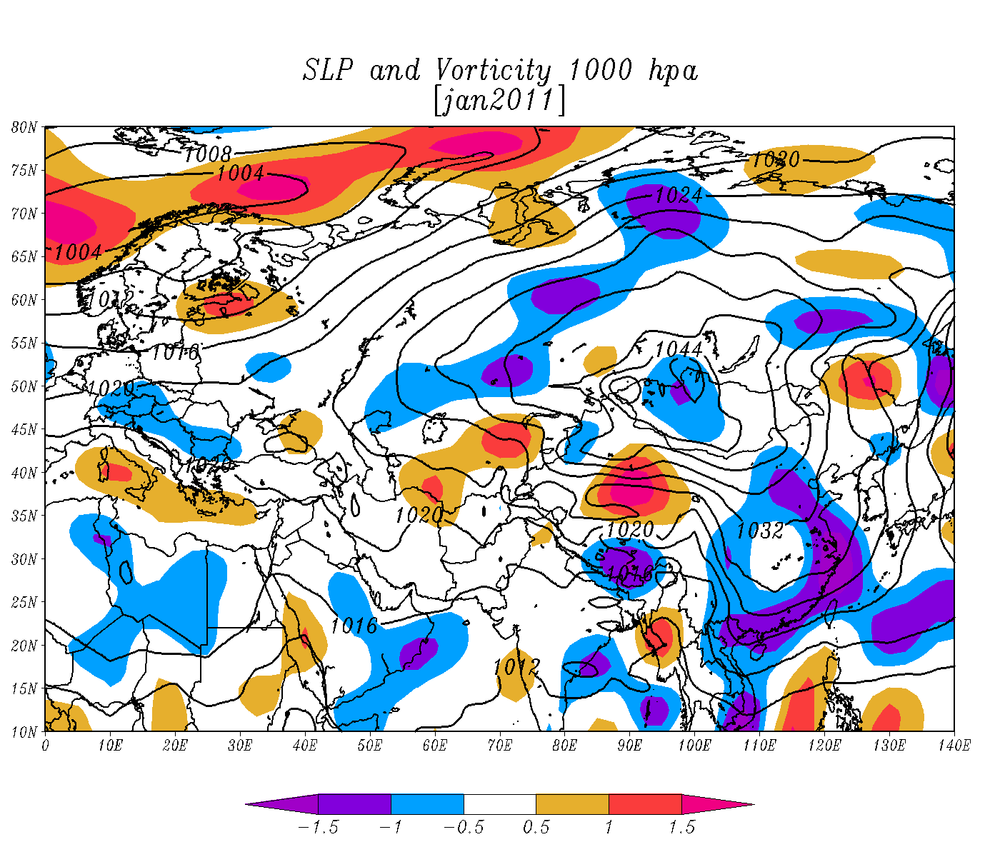 SLP and Vorticity 1000 hpa
[jan2011]
80N
1008
75N
1004
1020
1024
70N
1004
65N
60N
1012
55N
1016
1044
50N
1020
45N
1020
40N
35N
1020
1020
1032
30N
1016
25N
1016
20N
1012
15N
10N
0 10E 20E 30E 40E 50E 60E 70E 80E 90E 100E 110E 120E 130E 140E
-1.5 -1 -0.5 0.5 1 1.5